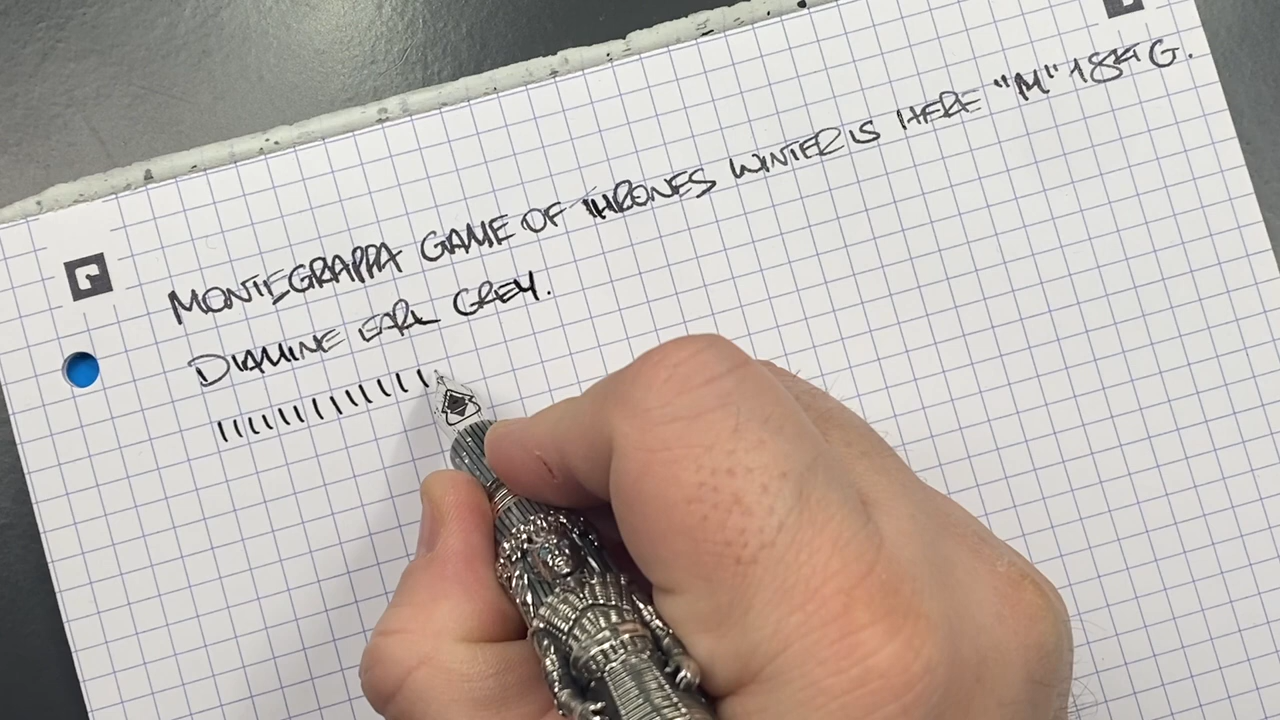 MONTEGRAPPA GAME OF THRONES WINTER IS HERE "M" 18K G.
DIAMINE EARL GREY.